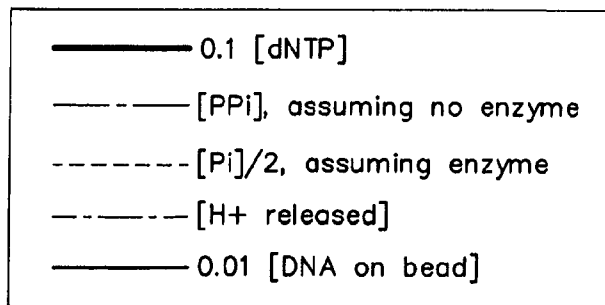 0.1 [dNTP]
[PPi], assuming no enzyme
[Pi]/2, assuming enzyme
[H+ released]
0.01 [DNA on bead]